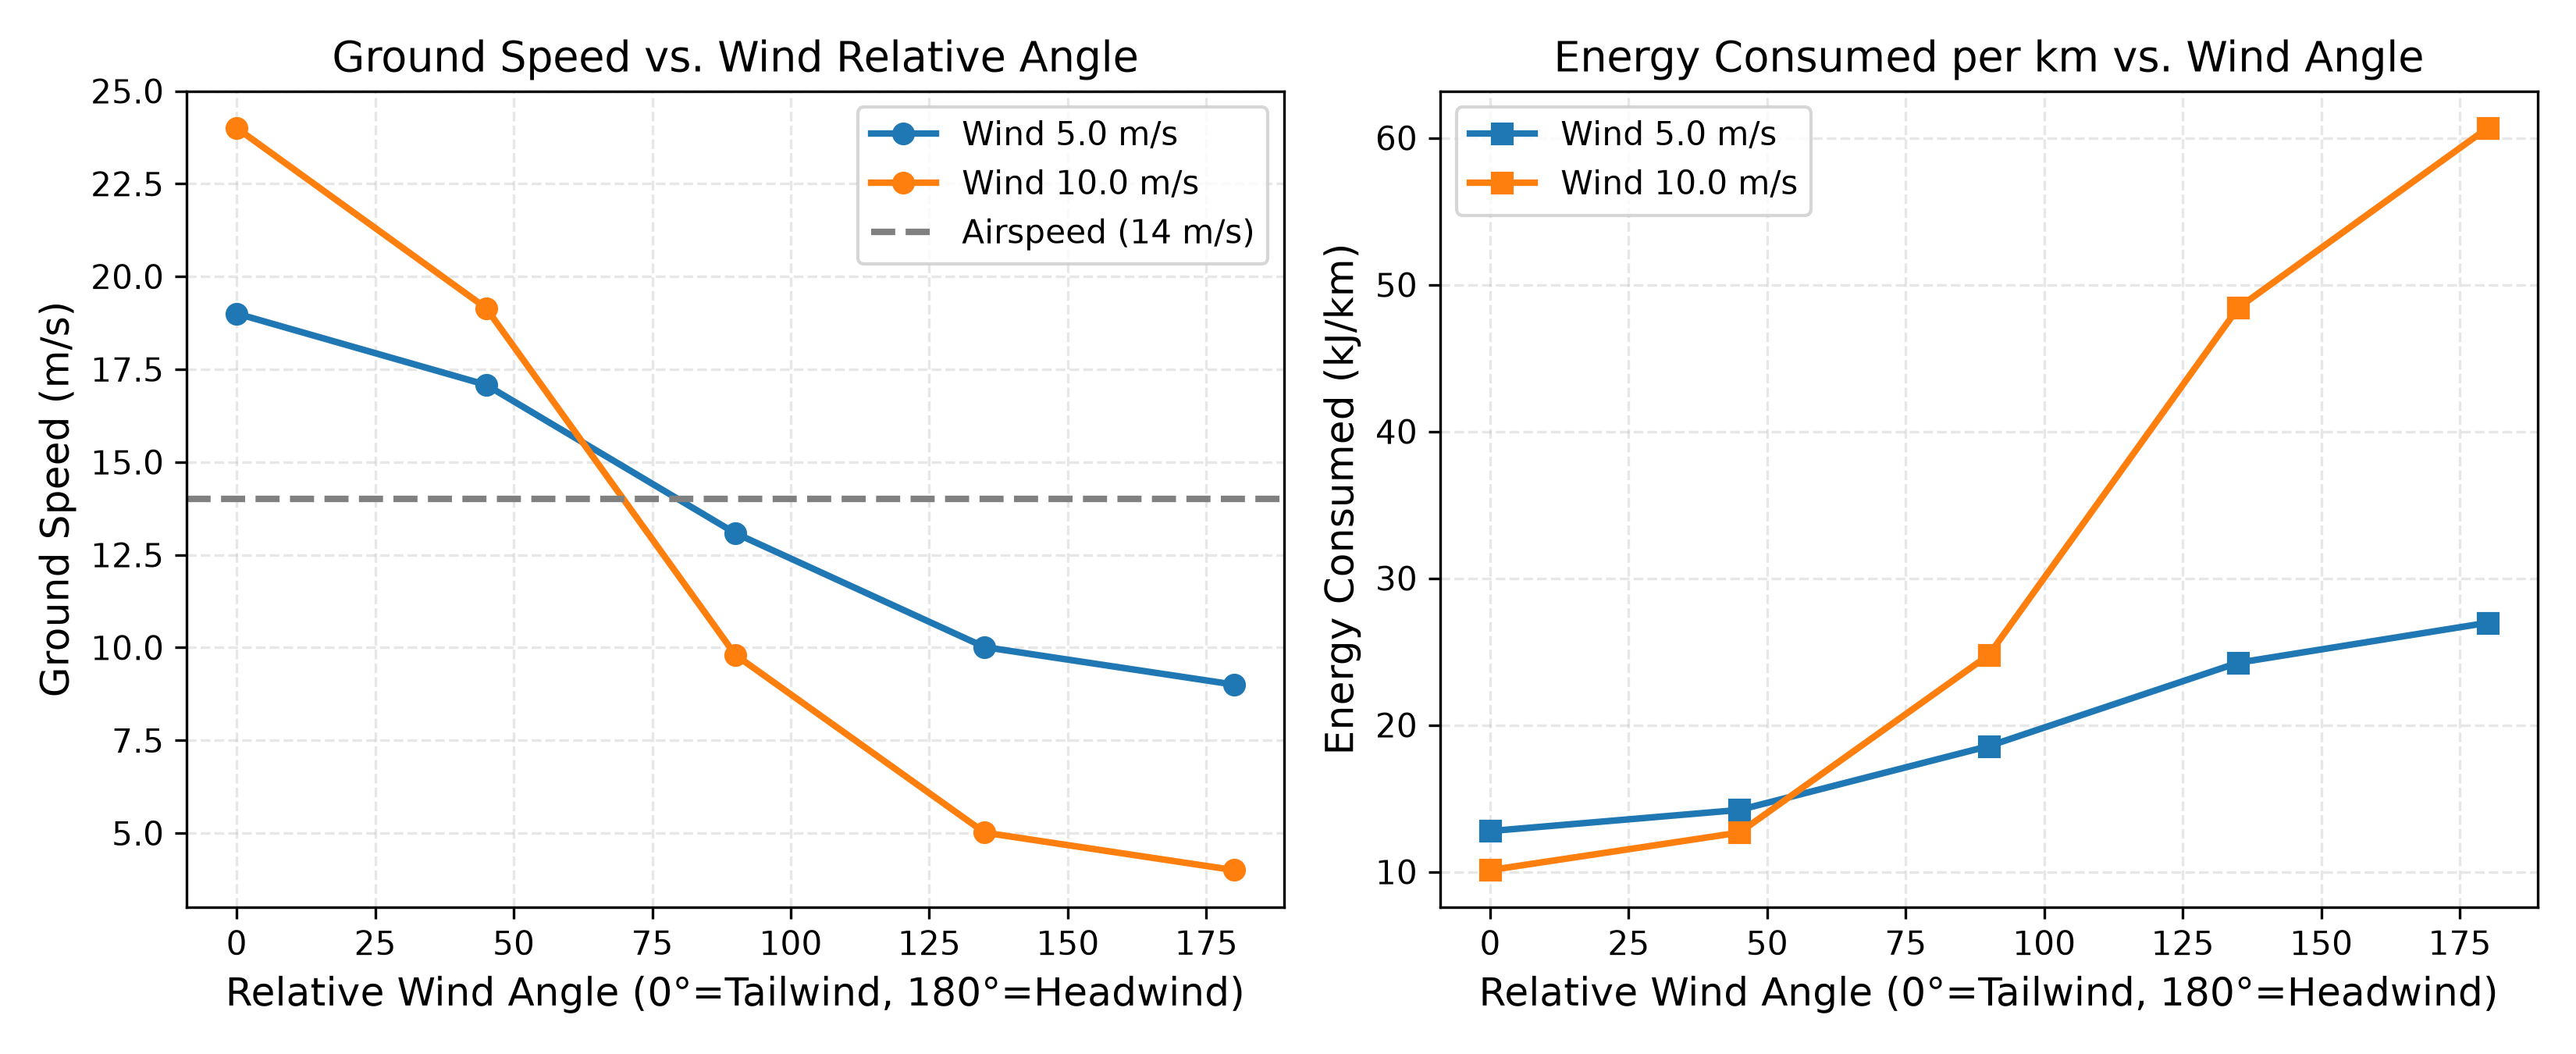 Ground Speed vs. Wind Relative Angle
Ground Speed (m/s)
25.0
22.5
20.0
17.5
15.0
12.5
10.0
7.5
5.0
Wind 5.0 m/s
Wind 10.0 m/s
Airspeed (14 m/s)
0 25 50 75 100 125 150 175
Relative Wind Angle (0°=Tailwind, 180°=Headwind)
Energy Consumed per km vs. Wind Angle
Energy Consumed (kJ/km)
60
50
40
30
20
10
Wind 5.0 m/s
Wind 10.0 m/s
0 25 50 75 100 125 150 175
Relative Wind Angle (0°=Tailwind, 180°=Headwind)